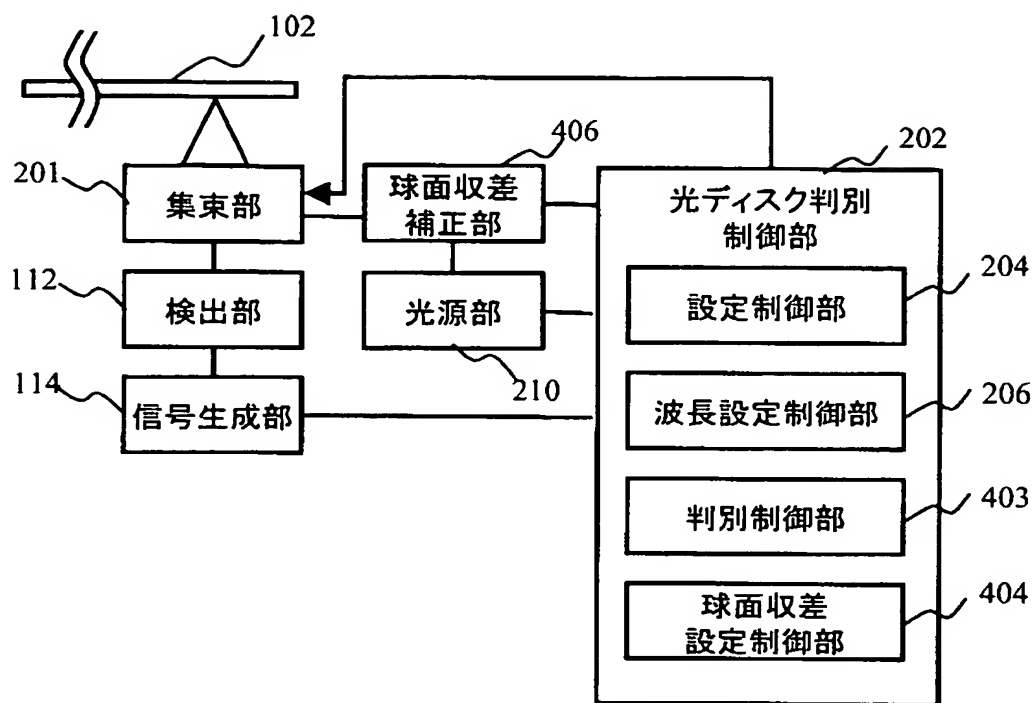 102
406
202
201
集束部
球面収差
補正部
光ディスク判別
制御部
204
設定制御部
112
検出部
光源部
210
206
波長設定制御部
114
信号生成部
403
判別制御部
404
球面収差
設定制御部